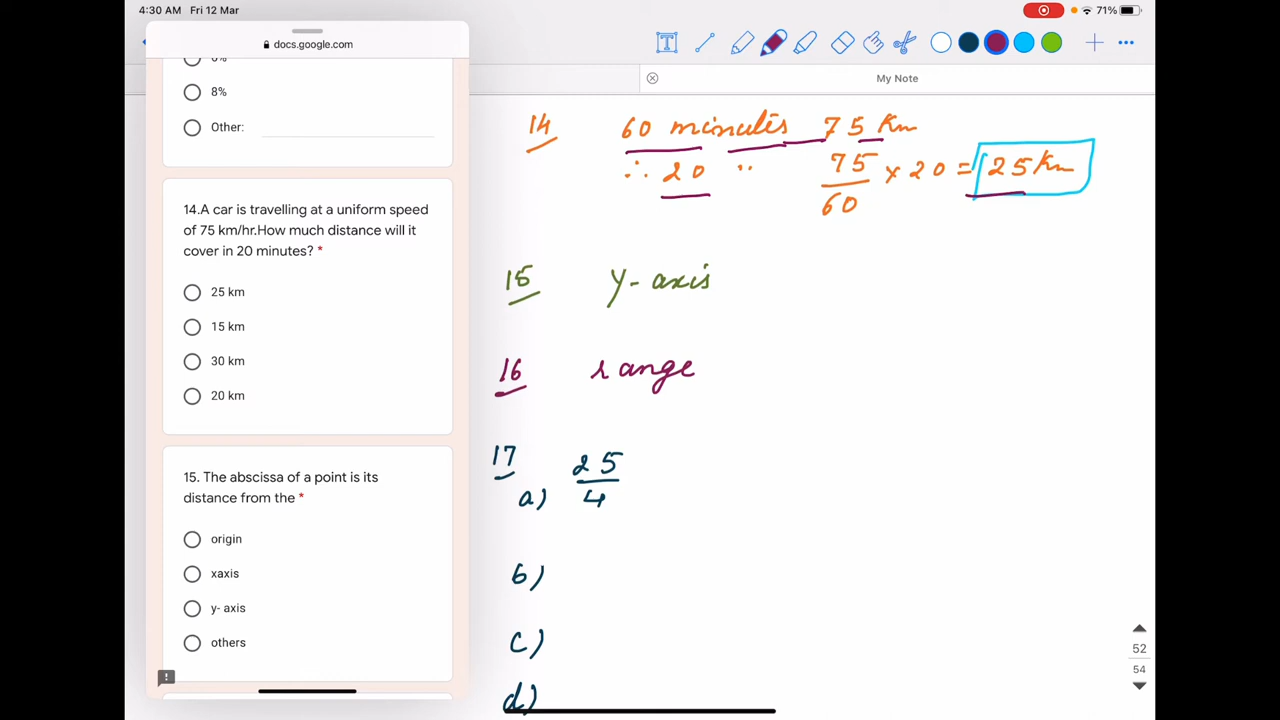 4:30 AM Fri 12 Mar
71%
docs.google.com
8%
Other:
14.A car is travelling at a uniform speed
of 75 km/hr.How much distance will it
cover in 20 minutes? *
25 km
15 km
30 km
20 km
15. The abscissa of a point is its
distance from the *
origin
xaxis
y- axis
others
T
My Note
14 60 minutes 75 Km
∴ 20 " 75/60 × 20 = 25 Km
15 y-axis
16 range
17
a) 25/4
b)
c)
d)
52
54